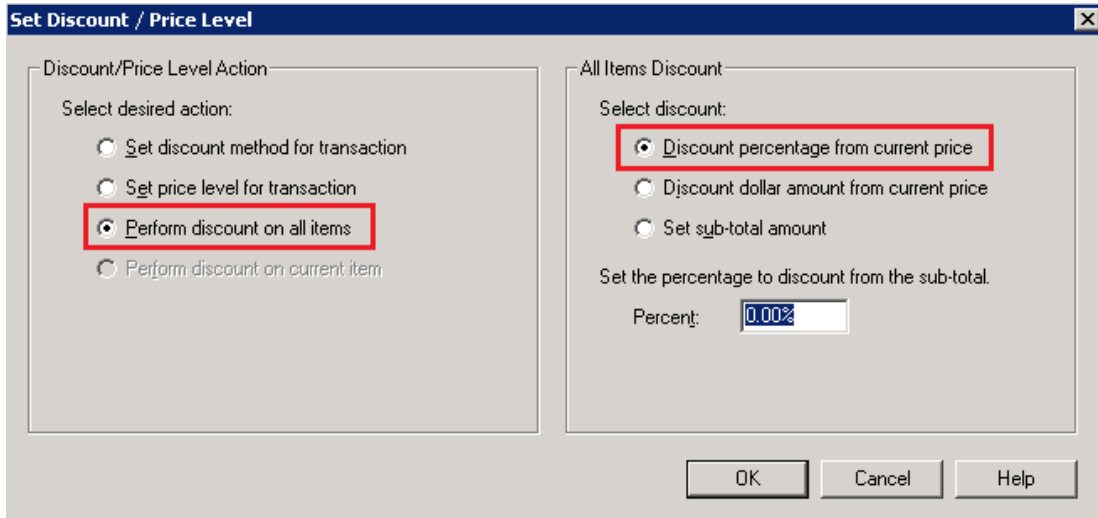 Set Discount / Price Level
Discount/Price Level Action
Select desired action:
Set discount method for transaction
Set price level for transaction
Perform discount on all items
Perform discount on current item
All Items Discount
Select discount:
Discount percentage from current price
Discount dollar amount from current price
Set sub-total amount
Set the percentage to discount from the sub-total.
Percent: 0.00%
OK Cancel Help